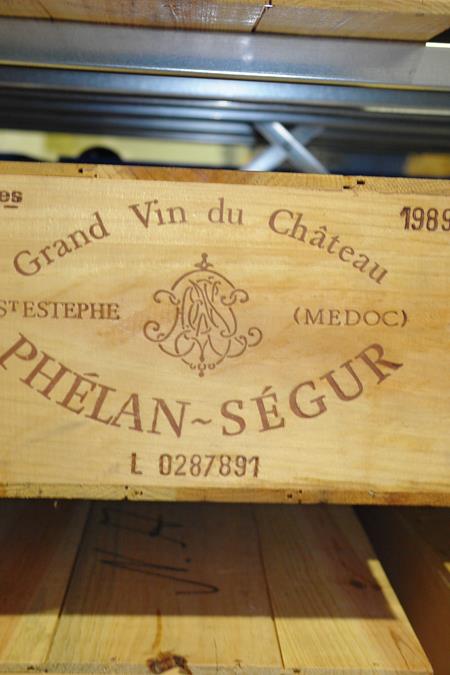 es 1989
Grand Vin du Château
ST ESTEPHE (MEDOC)
PHÉLAN~SÉGUR
L 0287891